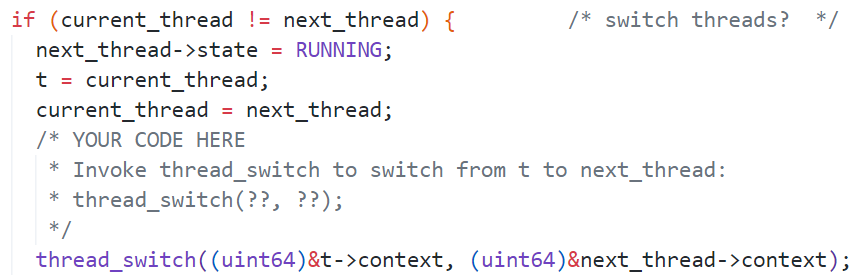 if (current_thread != next_thread) {         /* switch threads?  */
  next_thread->state = RUNNING;
  t = current_thread;
  current_thread = next_thread;
  /* YOUR CODE HERE
   * Invoke thread_switch to switch from t to next_thread:
   * thread_switch(??, ??);
   */
  thread_switch((uint64)&t->context, (uint64)&next_thread->context);